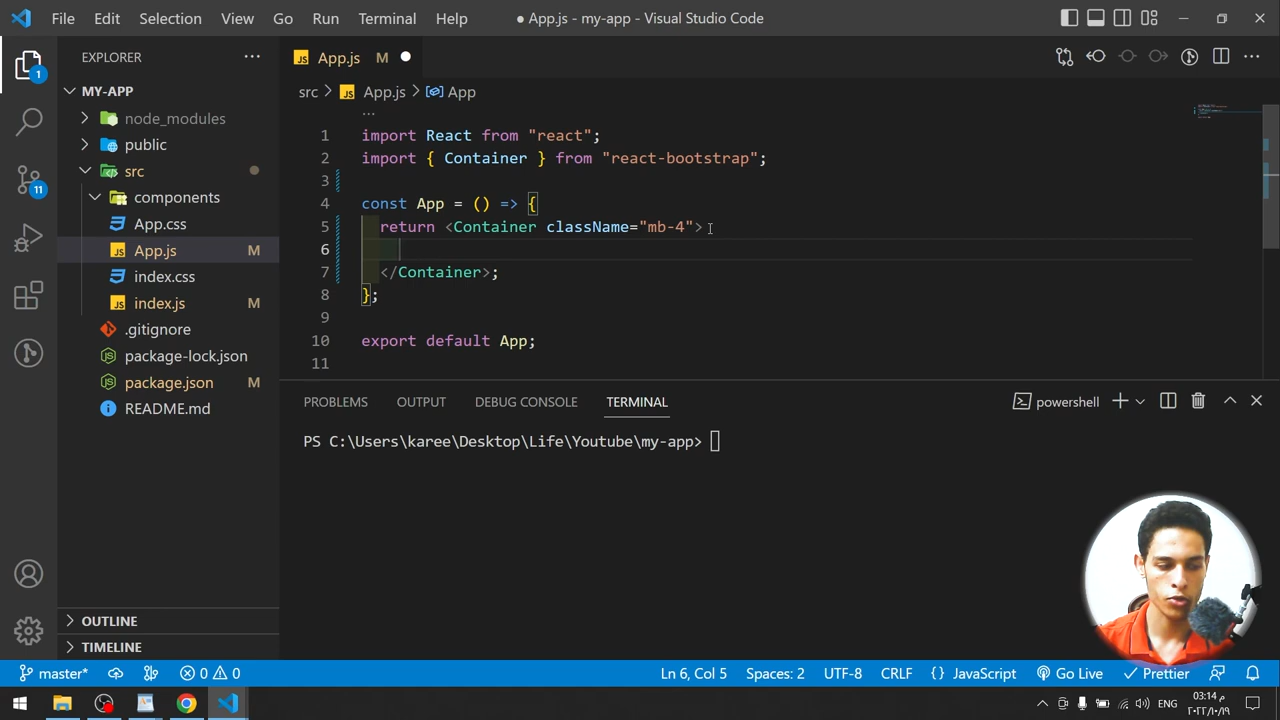 File Edit Selection View Go Run Terminal Help
● App.js - my-app - Visual Studio Code
EXPLORER
MY-APP
node_modules
public
src
components
App.css
App.js M
index.css
index.js M
.gitignore
package-lock.json
package.json M
README.md
OUTLINE
TIMELINE
1
11
App.js M
src > App.js > App
1 import React from "react";
2 import { Container } from "react-bootstrap";
3
4 const App = () => {
5 return <Container className="mb-4">
6
7 </Container>;
8 };
9
10 export default App;
11
PROBLEMS OUTPUT DEBUG CONSOLE TERMINAL
powershell
PS C:\Users\karee\Desktop\Life\Youtube\my-app>
master* 0 0 Ln 6, Col 5 Spaces: 2 UTF-8 CRLF {} JavaScript Go Live Prettier
ENG
03:14 م
٢٠٢٢/١٠/١٩